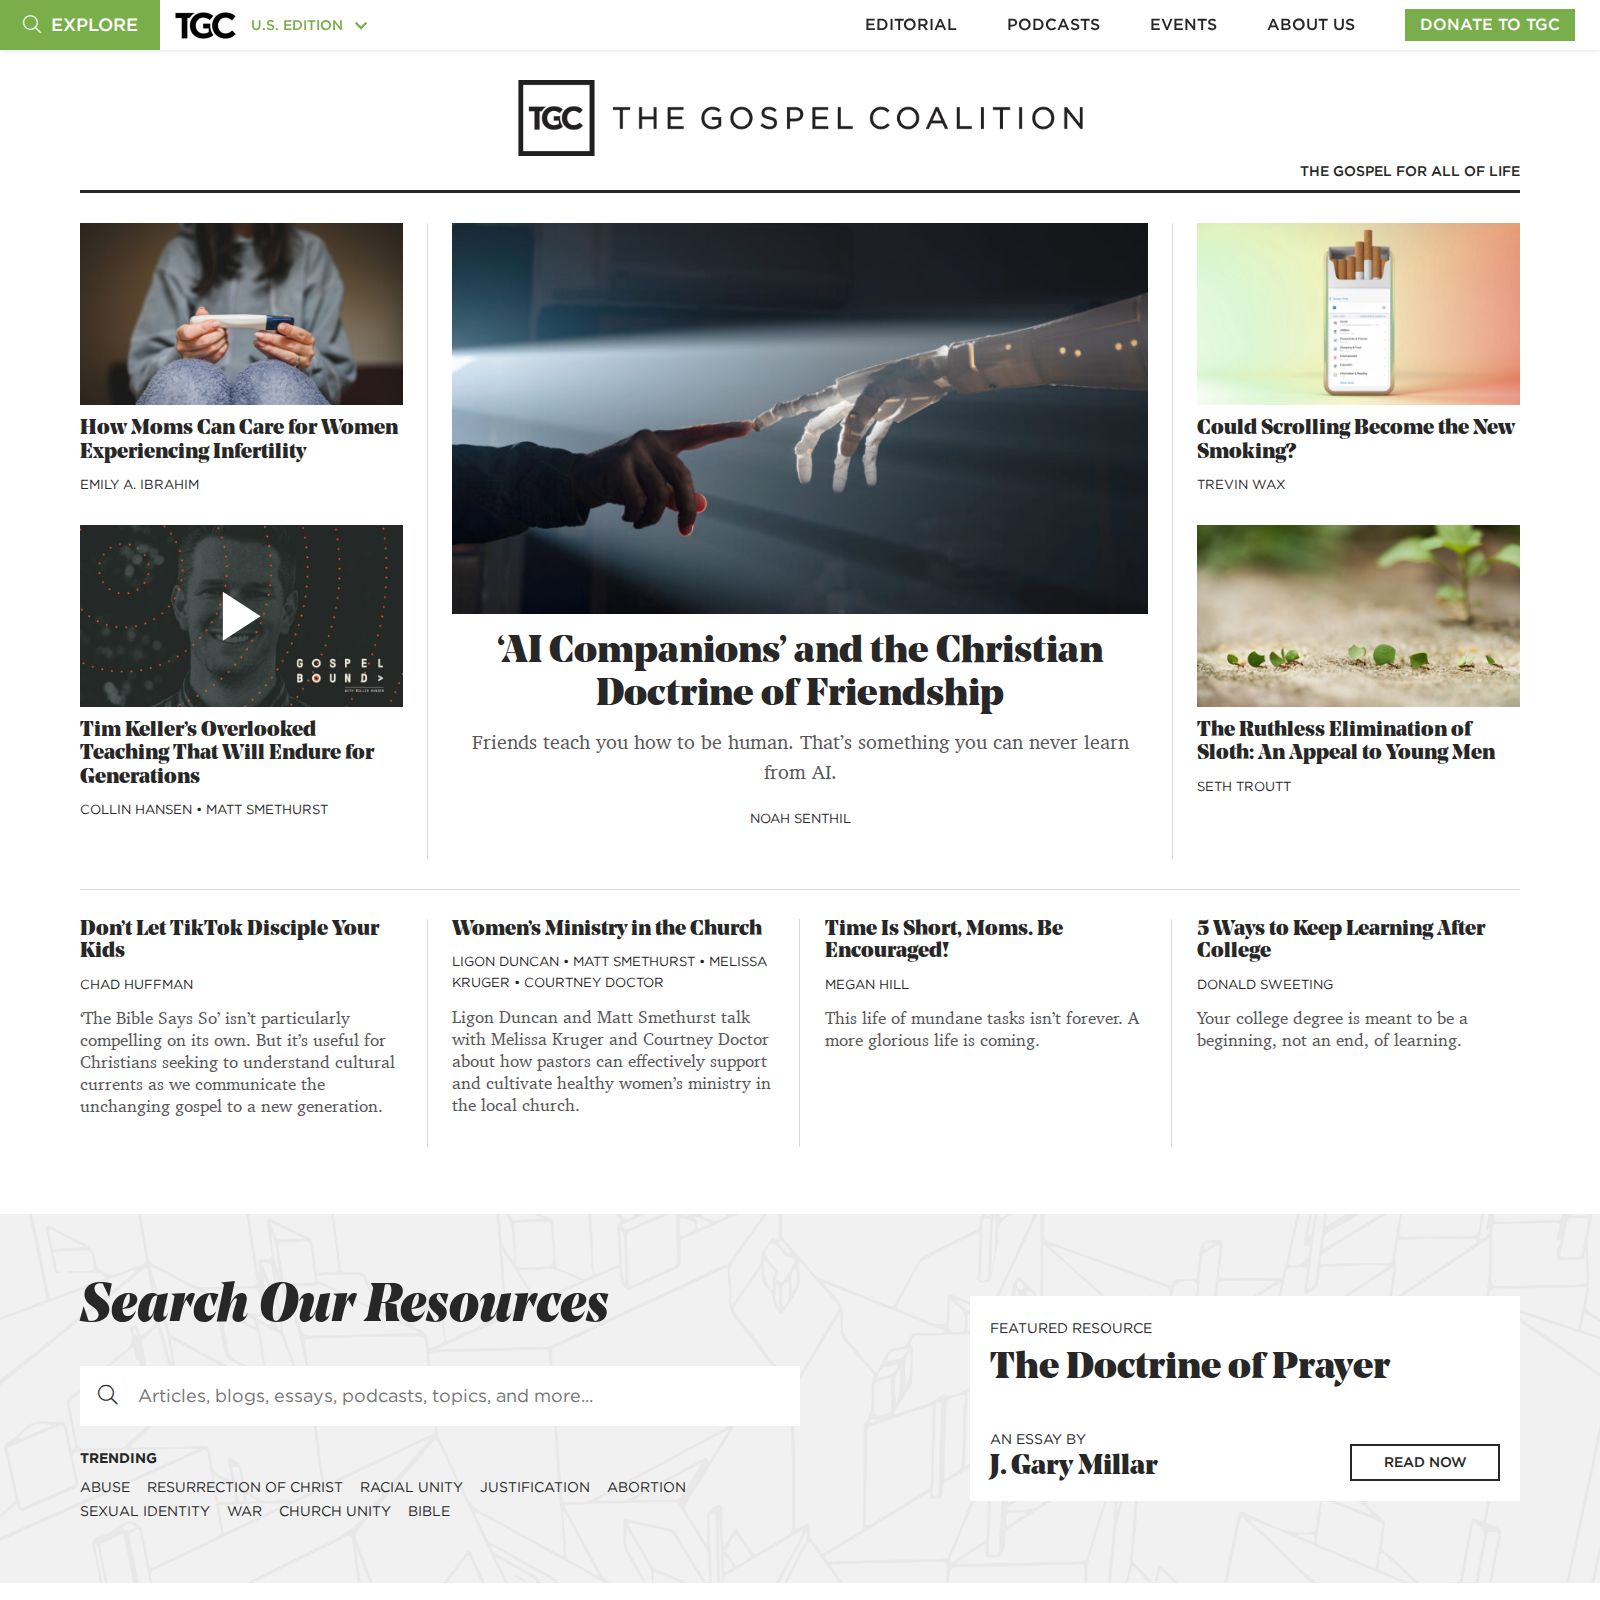 EXPLORE
TGC
U.S. EDITION
EDITORIAL
PODCASTS
EVENTS
ABOUT US
DONATE TO TGC
TGC
THE GOSPEL COALITION
THE GOSPEL FOR ALL OF LIFE
How Moms Can Care for Women
Experiencing Infertility
EMILY A. IBRAHIM
GOSPEL
BOUND>
Tim Keller’s Overlooked
Teaching That Will Endure for
Generations
COLLIN HANSEN • MATT SMETHURST
‘AI Companions’ and the Christian
Doctrine of Friendship
Friends teach you how to be human. That’s something you can never learn
from AI.
NOAH SENTHIL
Could Scrolling Become the New
Smoking?
TREVIN WAX
The Ruthless Elimination of
Sloth: An Appeal to Young Men
SETH TROUTT
Don’t Let TikTok Disciple Your
Kids
CHAD HUFFMAN
‘The Bible Says So’ isn’t particularly
compelling on its own. But it’s useful for
Christians seeking to understand cultural
currents as we communicate the
unchanging gospel to a new generation.
Women’s Ministry in the Church
LIGON DUNCAN • MATT SMETHURST • MELISSA
KRUGER • COURTNEY DOCTOR
Ligon Duncan and Matt Smethurst talk
with Melissa Kruger and Courtney Doctor
about how pastors can effectively support
and cultivate healthy women’s ministry in
the local church.
Time Is Short, Moms. Be
Encouraged!
MEGAN HILL
This life of mundane tasks isn’t forever. A
more glorious life is coming.
5 Ways to Keep Learning After
College
DONALD SWEETING
Your college degree is meant to be a
beginning, not an end, of learning.
Search Our Resources
Articles, blogs, essays, podcasts, topics, and more...
TRENDING
ABUSE RESURRECTION OF CHRIST RACIAL UNITY JUSTIFICATION ABORTION
SEXUAL IDENTITY WAR CHURCH UNITY BIBLE
FEATURED RESOURCE
The Doctrine of Prayer
AN ESSAY BY
J. Gary Millar
READ NOW